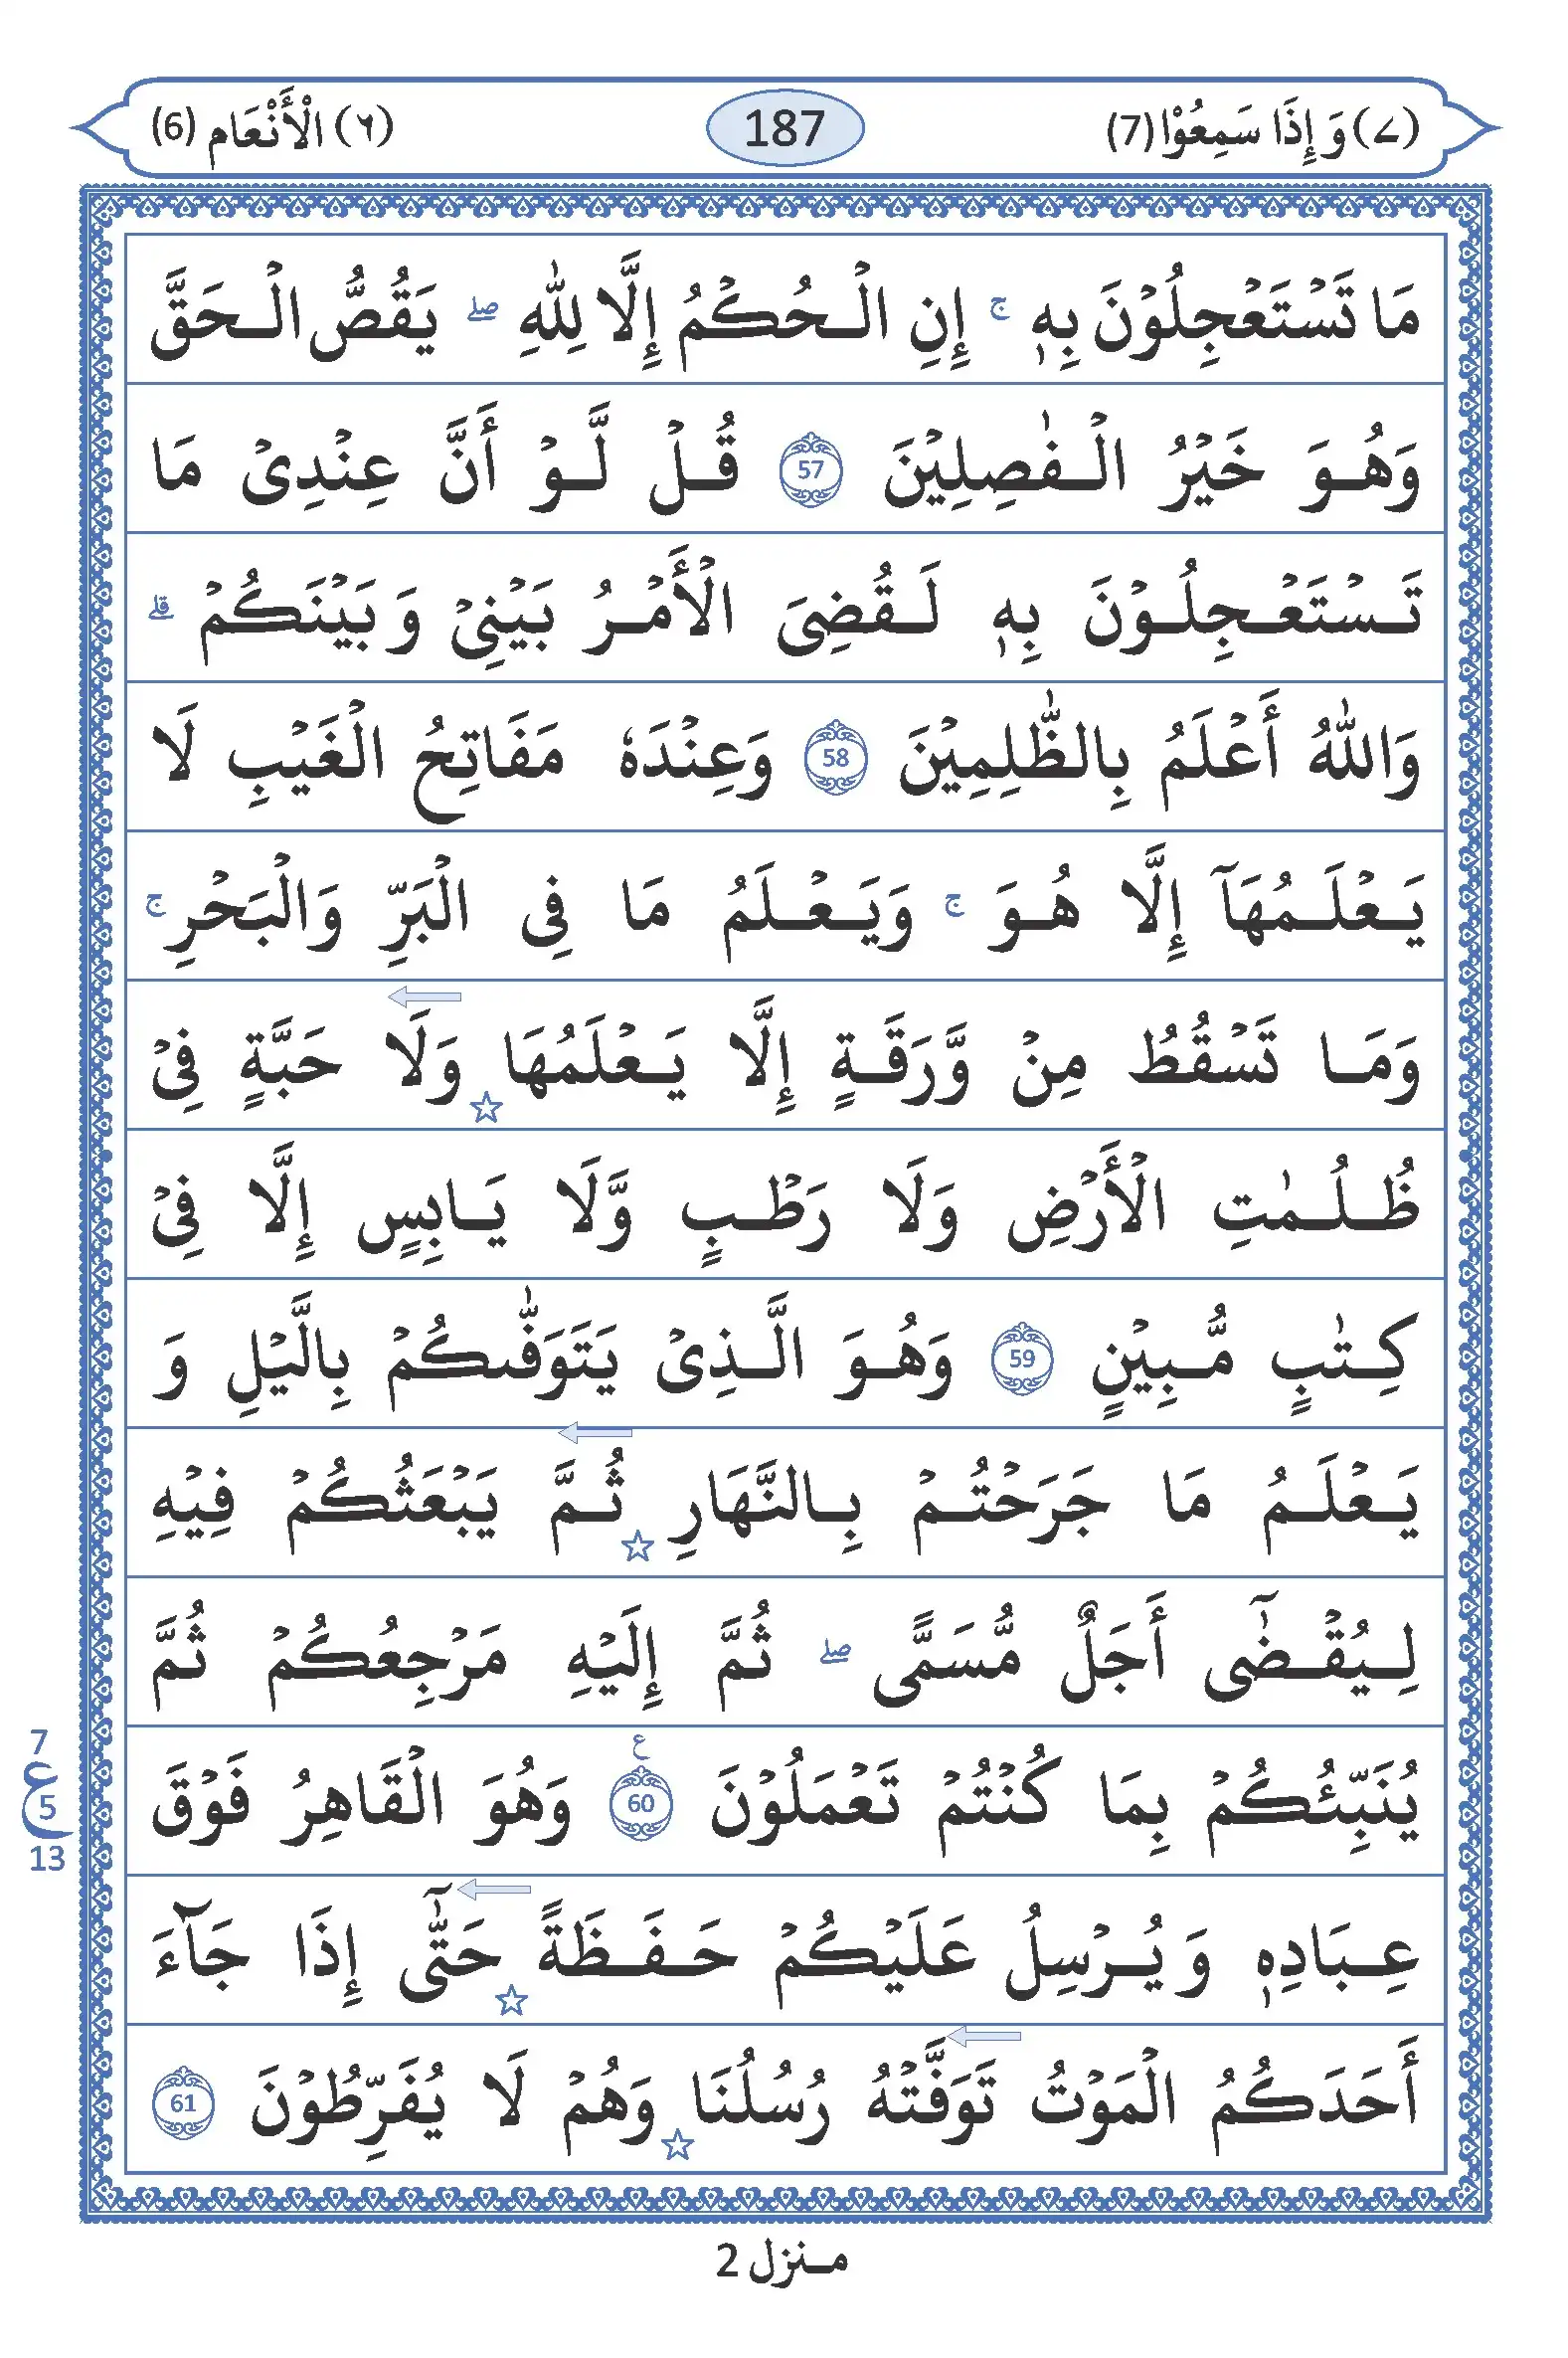 (٧) وَ إِذَا سَمِعُوْا (7) 187 (٦) الْأَنْعَام (6)
مَا تَسْتَعْجِلُوْنَ بِهٖ ۚ إِنِ الْحُكْمُ إِلَّا لِلّٰهِ ۖ يَقُصُّ الْحَقَّ
وَهُوَ خَيْرُ الْفٰصِلِيْنَ 57 قُلْ لَّوْ أَنَّ عِنْدِیْ مَا
تَسْتَعْجِلُوْنَ بِهٖ لَقُضِیَ الْأَمْرُ بَيْنِیْ وَ بَيْنَكُمْ ۗ
وَاللّٰهُ أَعْلَمُ بِالظّٰلِمِيْنَ 58 وَعِنْدَهٗ مَفَاتِحُ الْغَيْبِ لَا
يَعْلَمُهَآ إِلَّا هُوَ ۚ وَيَعْلَمُ مَا فِی الْبَرِّ وَالْبَحْرِ ۚ
وَمَا تَسْقُطُ مِنْ وَّرَقَةٍ إِلَّا يَعْلَمُهَا ☆ وَلَا حَبَّةٍ فِیْ
ظُلُمٰتِ الْأَرْضِ وَلَا رَطْبٍ وَّلَا يَابِسٍ إِلَّا فِیْ
كِتٰبٍ مُّبِيْنٍ 59 وَهُوَ الَّذِیْ يَتَوَفّٰىكُمْ بِالَّيْلِ وَ
يَعْلَمُ مَا جَرَحْتُمْ بِالنَّهَارِ ☆ ثُمَّ يَبْعَثُكُمْ فِيْهِ
لِيُقْضٰٓی أَجَلٌ مُّسَمًّی ۖ ثُمَّ إِلَيْهِ مَرْجِعُكُمْ ثُمَّ
يُنَبِّئُكُمْ بِمَا كُنْتُمْ تَعْمَلُوْنَ 60 ع وَهُوَ الْقَاهِرُ فَوْقَ
7
ع 5
13
عِبَادِهٖ وَ يُرْسِلُ عَلَيْكُمْ حَفَظَةً ☆ حَتّٰٓی إِذَا جَآءَ
أَحَدَكُمُ الْمَوْتُ تَوَفَّتْهُ رُسُلُنَا ☆ وَهُمْ لَا يُفَرِّطُوْنَ 61
منزل 2